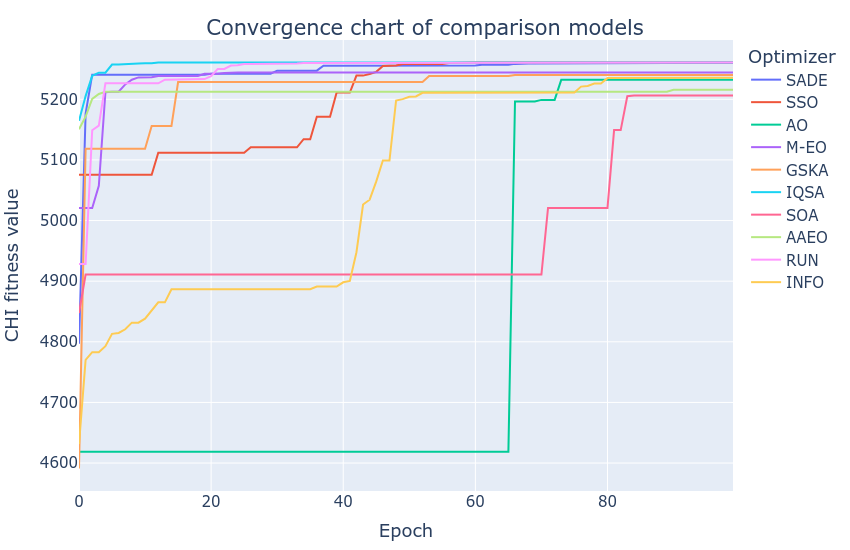 Convergence chart of comparison models
CHI fitness value
5200
5100
5000
4900
4800
4700
4600
0
20
40
60
80
Epoch
Optimizer
SADE
SSO
AO
M-EO
GSKA
IQSA
SOA
AAEO
RUN
INFO